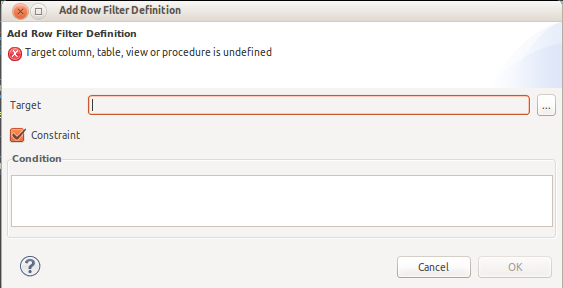 Add Row Filter Definition
Add Row Filter Definition
Target column, table, view or procedure is undefined
Target
...
Constraint
Condition
?
Cancel OK